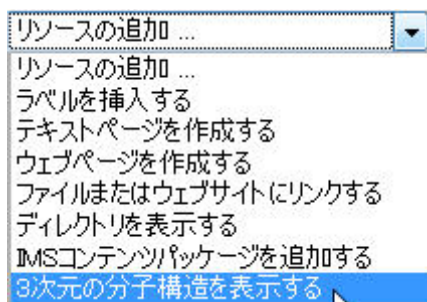 リソースの追加 ...
リソースの追加 ...
ラベルを挿入する
テキストページを作成する
ウェブページを作成する
ファイルまたはウェブサイトにリンクする
ディレクトリを表示する
IMSコンテンツパッケージを追加する
3次元の分子構造を表示する